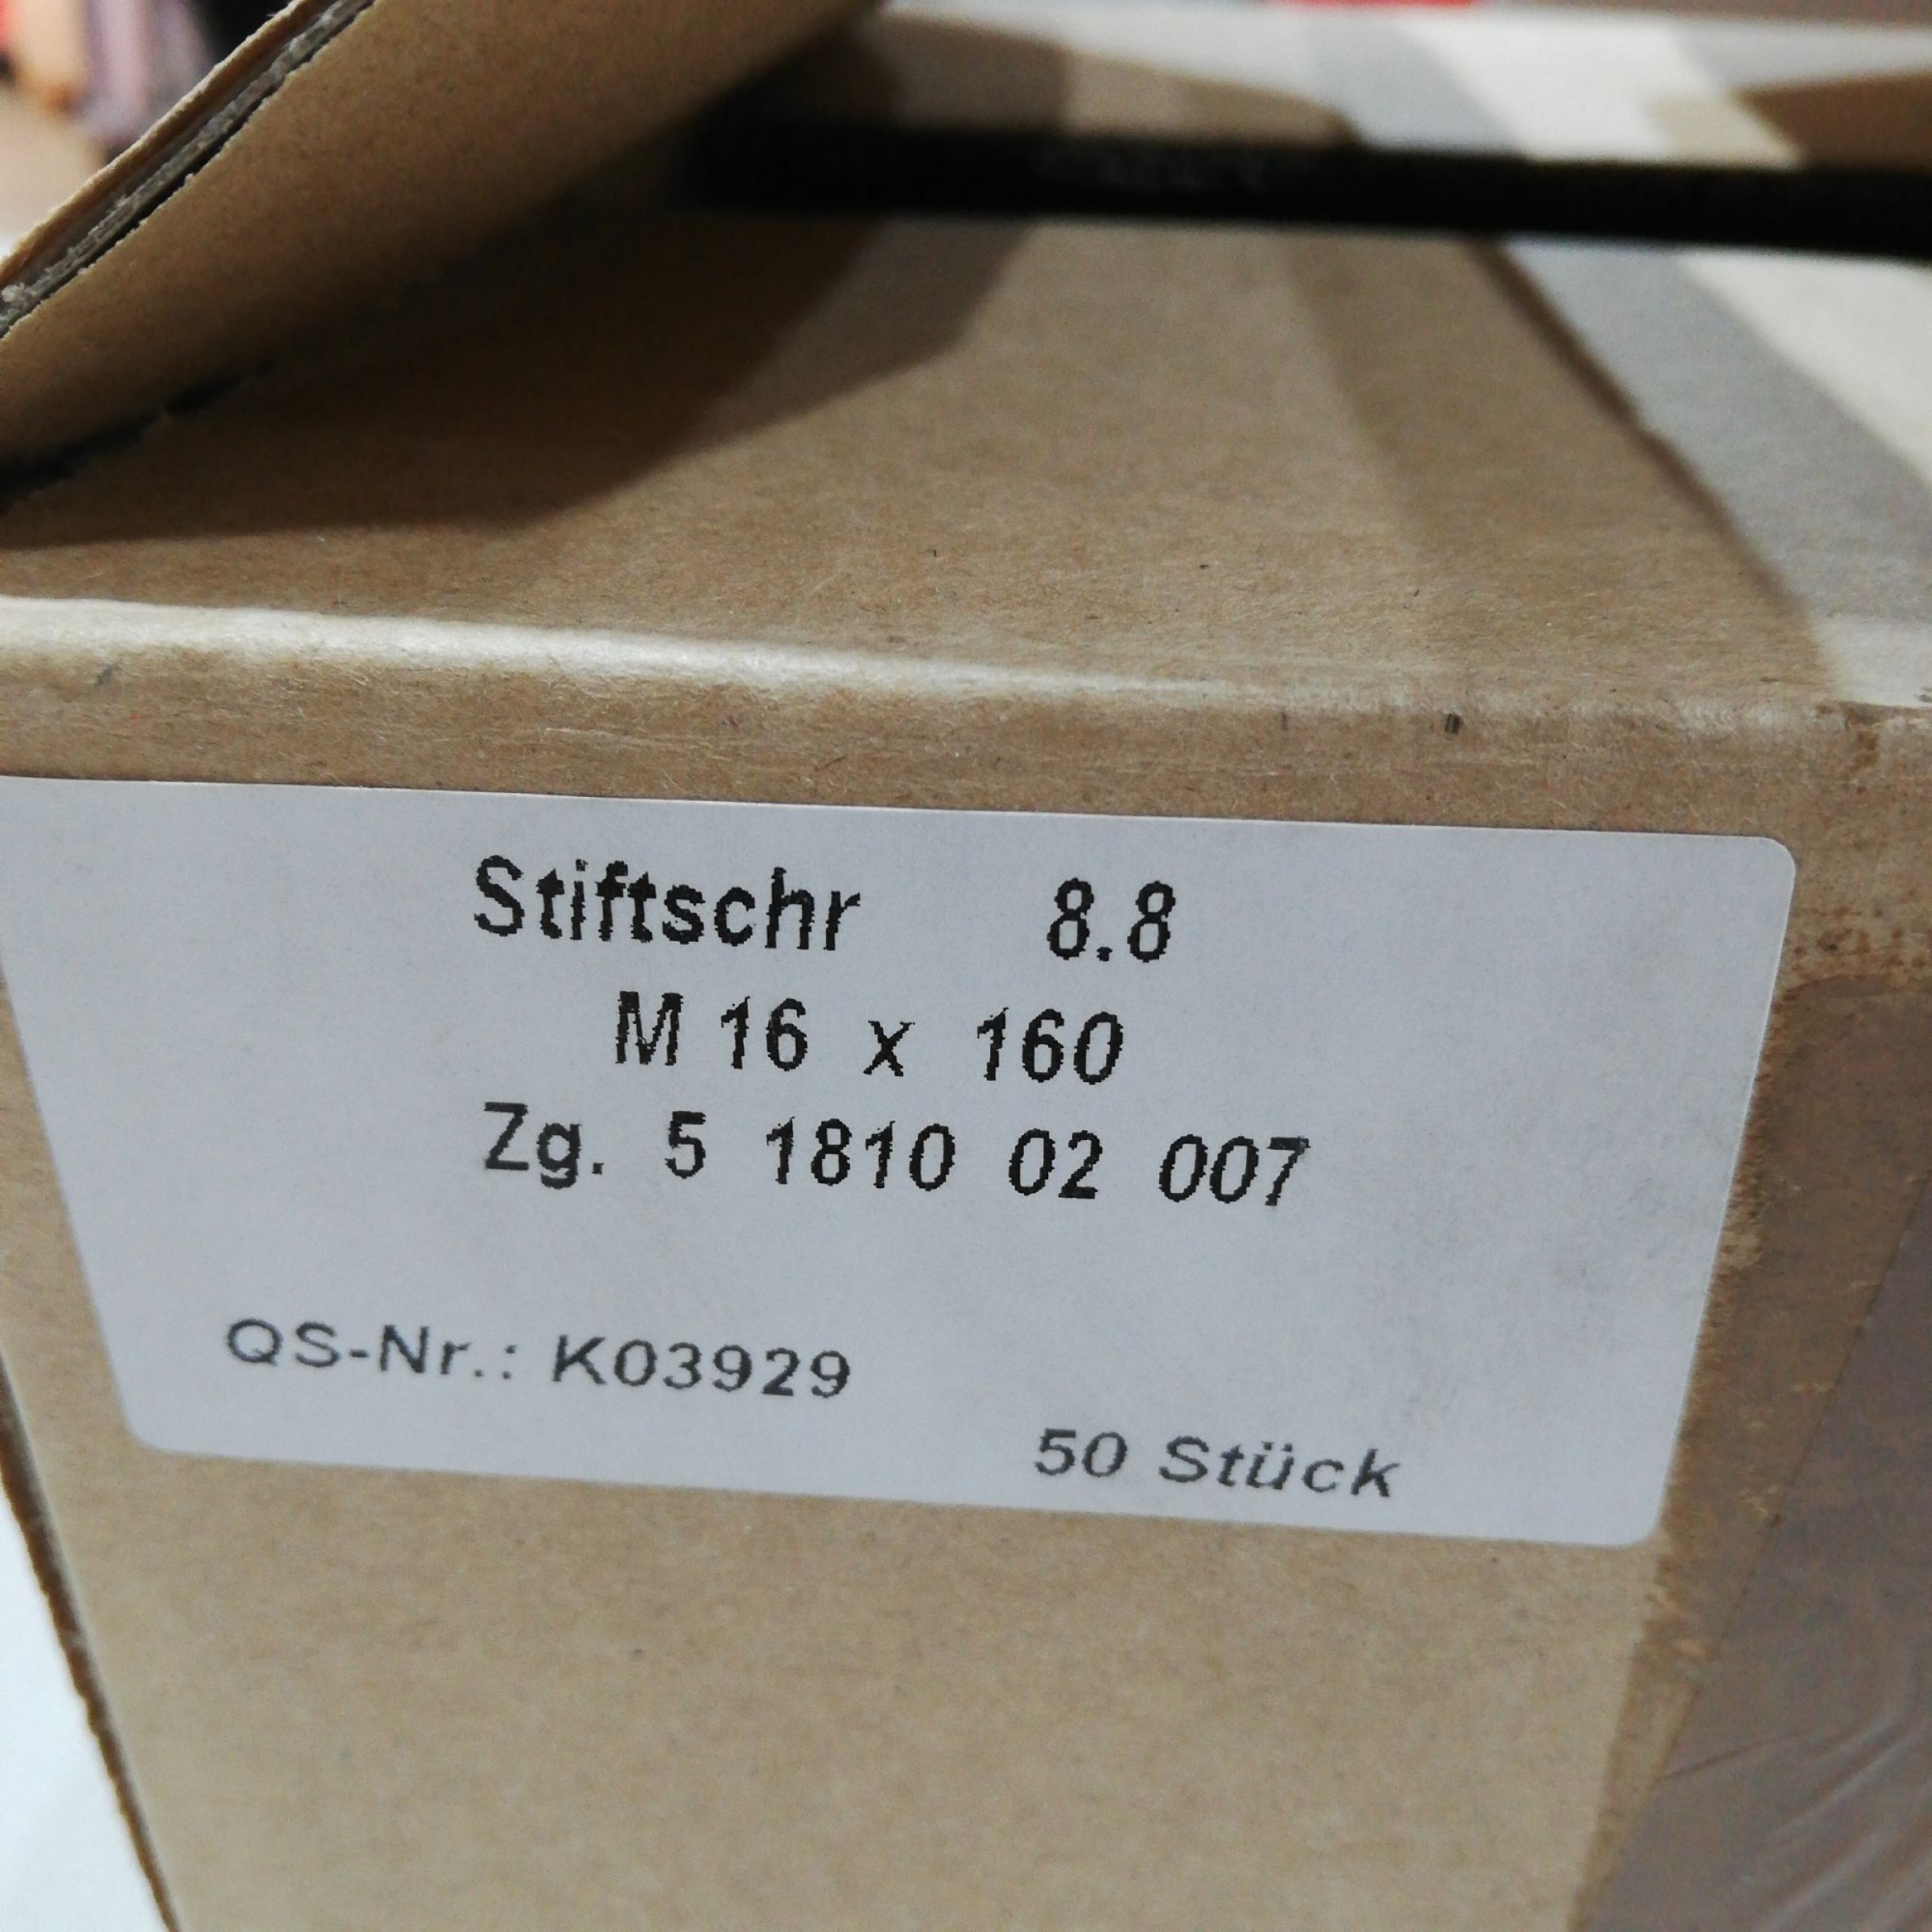 Stiftschr 8.8
M 16 x 160
Zg. 5 1810 02 007
QS-Nr.: K03929
50 Stück